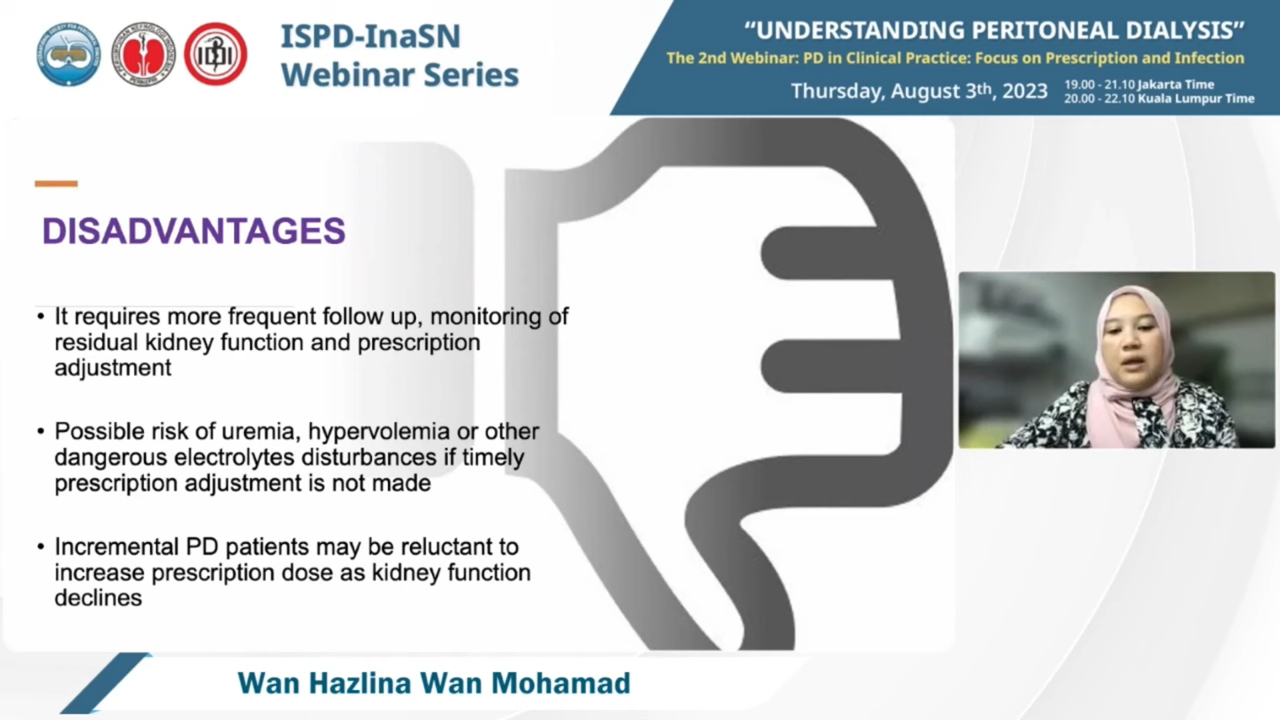 ISPD-InaSN
Webinar Series
“UNDERSTANDING PERITONEAL DIALYSIS”
The 2nd Webinar: PD in Clinical Practice: Focus on Prescription and Infection
Thursday, August 3th, 2023
19.00 - 21.10 Jakarta Time
20.00 - 22.10 Kuala Lumpur Time
DISADVANTAGES
• It requires more frequent follow up, monitoring of
residual kidney function and prescription
adjustment
• Possible risk of uremia, hypervolemia or other
dangerous electrolytes disturbances if timely
prescription adjustment is not made
• Incremental PD patients may be reluctant to
increase prescription dose as kidney function
declines
Wan Hazlina Wan Mohamad